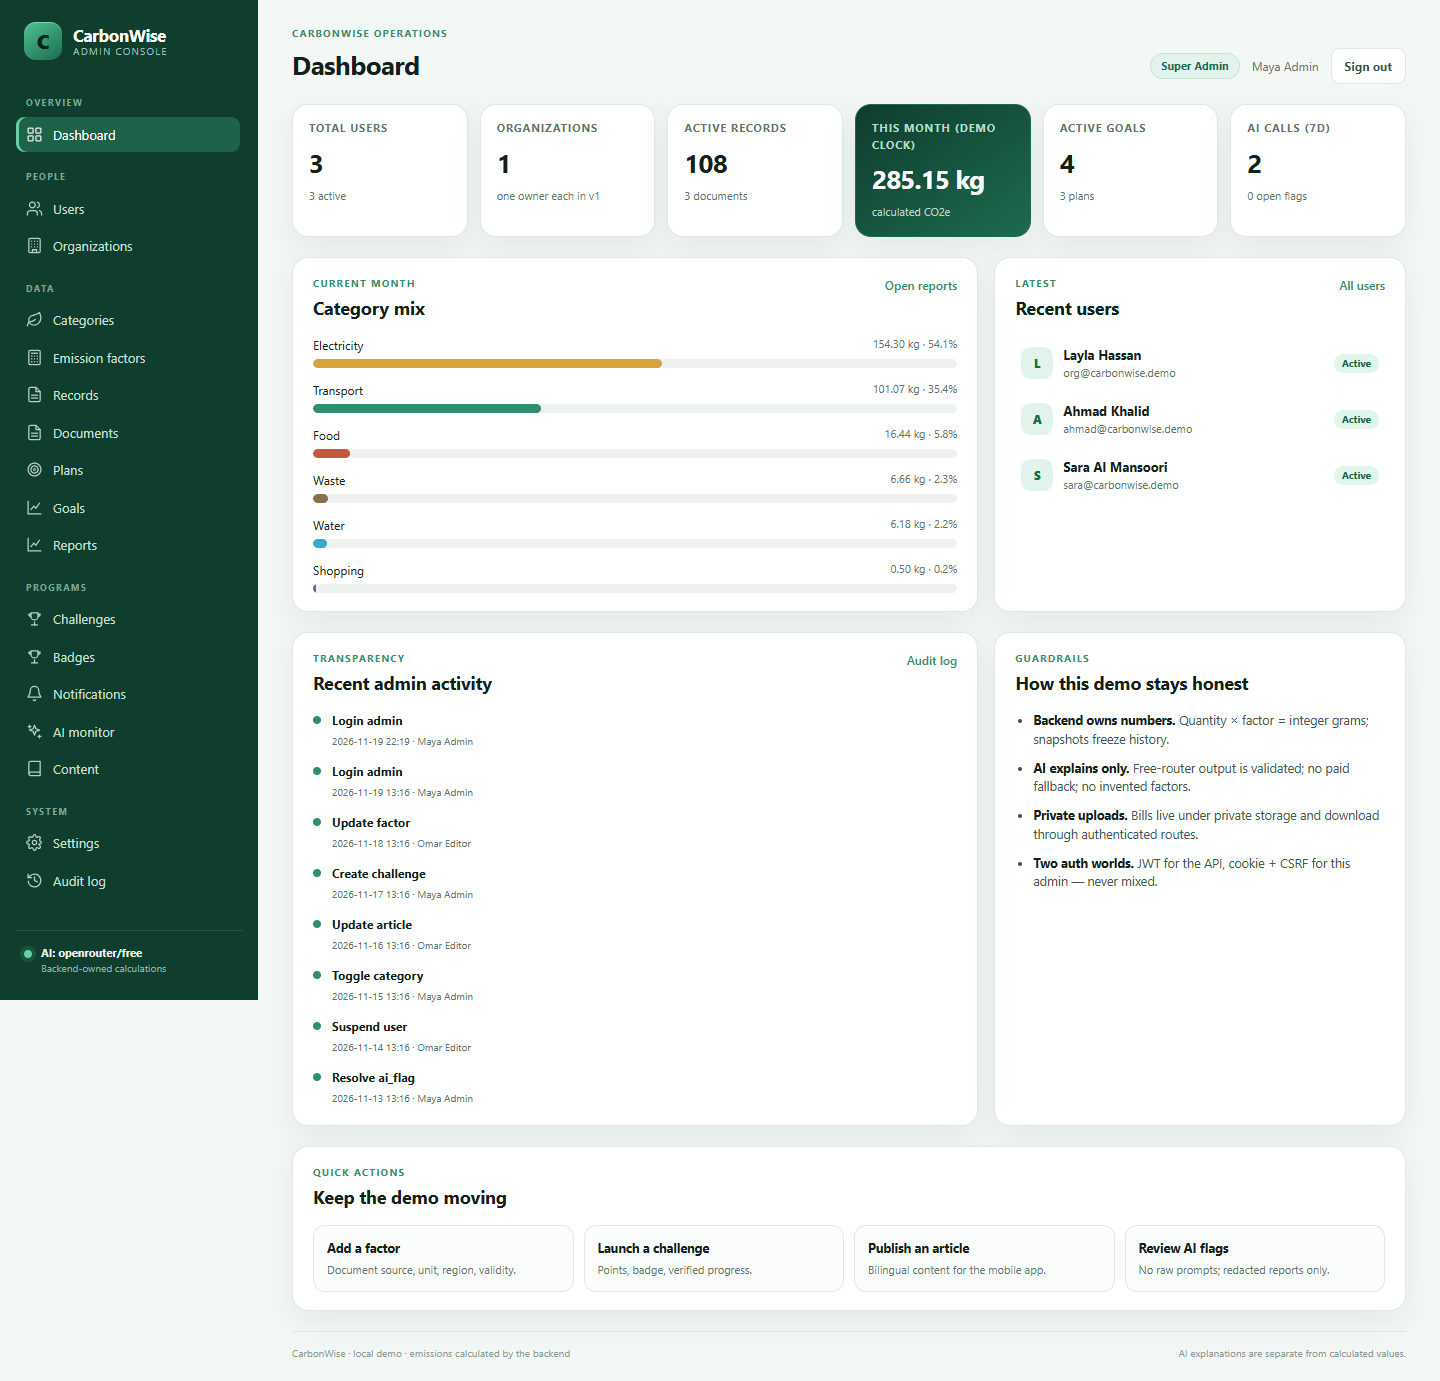 C
CarbonWise
ADMIN CONSOLE
OVERVIEW
Dashboard
PEOPLE
Users
Organizations
DATA
Categories
Emission factors
Records
Documents
Plans
Goals
Reports
PROGRAMS
Challenges
Badges
Notifications
AI monitor
Content
SYSTEM
Settings
Audit log
AI: openrouter/free
Backend-owned calculations
CARBONWISE OPERATIONS
Dashboard
Super Admin
Maya Admin
Sign out
TOTAL USERS
3
3 active
ORGANIZATIONS
1
one owner each in v1
ACTIVE RECORDS
108
3 documents
THIS MONTH (DEMO
CLOCK)
285.15 kg
calculated CO2e
ACTIVE GOALS
4
3 plans
AI CALLS (7D)
2
0 open flags
CURRENT MONTH
Category mix
Open reports
Electricity
154.30 kg · 54.1%
Transport
101.07 kg · 35.4%
Food
16.44 kg · 5.8%
Waste
6.66 kg · 2.3%
Water
6.18 kg · 2.2%
Shopping
0.50 kg · 0.2%
LATEST
Recent users
All users
L
Layla Hassan
org@carbonwise.demo
Active
A
Ahmad Khalid
ahmad@carbonwise.demo
Active
S
Sara Al Mansoori
sara@carbonwise.demo
Active
TRANSPARENCY
Recent admin activity
Audit log
Login admin
2026-11-19 22:19 · Maya Admin
Login admin
2026-11-19 13:16 · Maya Admin
Update factor
2026-11-18 13:16 · Omar Editor
Create challenge
2026-11-17 13:16 · Maya Admin
Update article
2026-11-16 13:16 · Omar Editor
Toggle category
2026-11-15 13:16 · Maya Admin
Suspend user
2026-11-14 13:16 · Omar Editor
Resolve ai_flag
2026-11-13 13:16 · Maya Admin
GUARDRAILS
How this demo stays honest
• Backend owns numbers. Quantity × factor = integer grams;
snapshots freeze history.
• AI explains only. Free-router output is validated; no paid
fallback; no invented factors.
• Private uploads. Bills live under private storage and download
through authenticated routes.
• Two auth worlds. JWT for the API, cookie + CSRF for this
admin — never mixed.
QUICK ACTIONS
Keep the demo moving
Add a factor
Document source, unit, region, validity.
Launch a challenge
Points, badge, verified progress.
Publish an article
Bilingual content for the mobile app.
Review AI flags
No raw prompts; redacted reports only.
CarbonWise · local demo · emissions calculated by the backend
AI explanations are separate from calculated values.